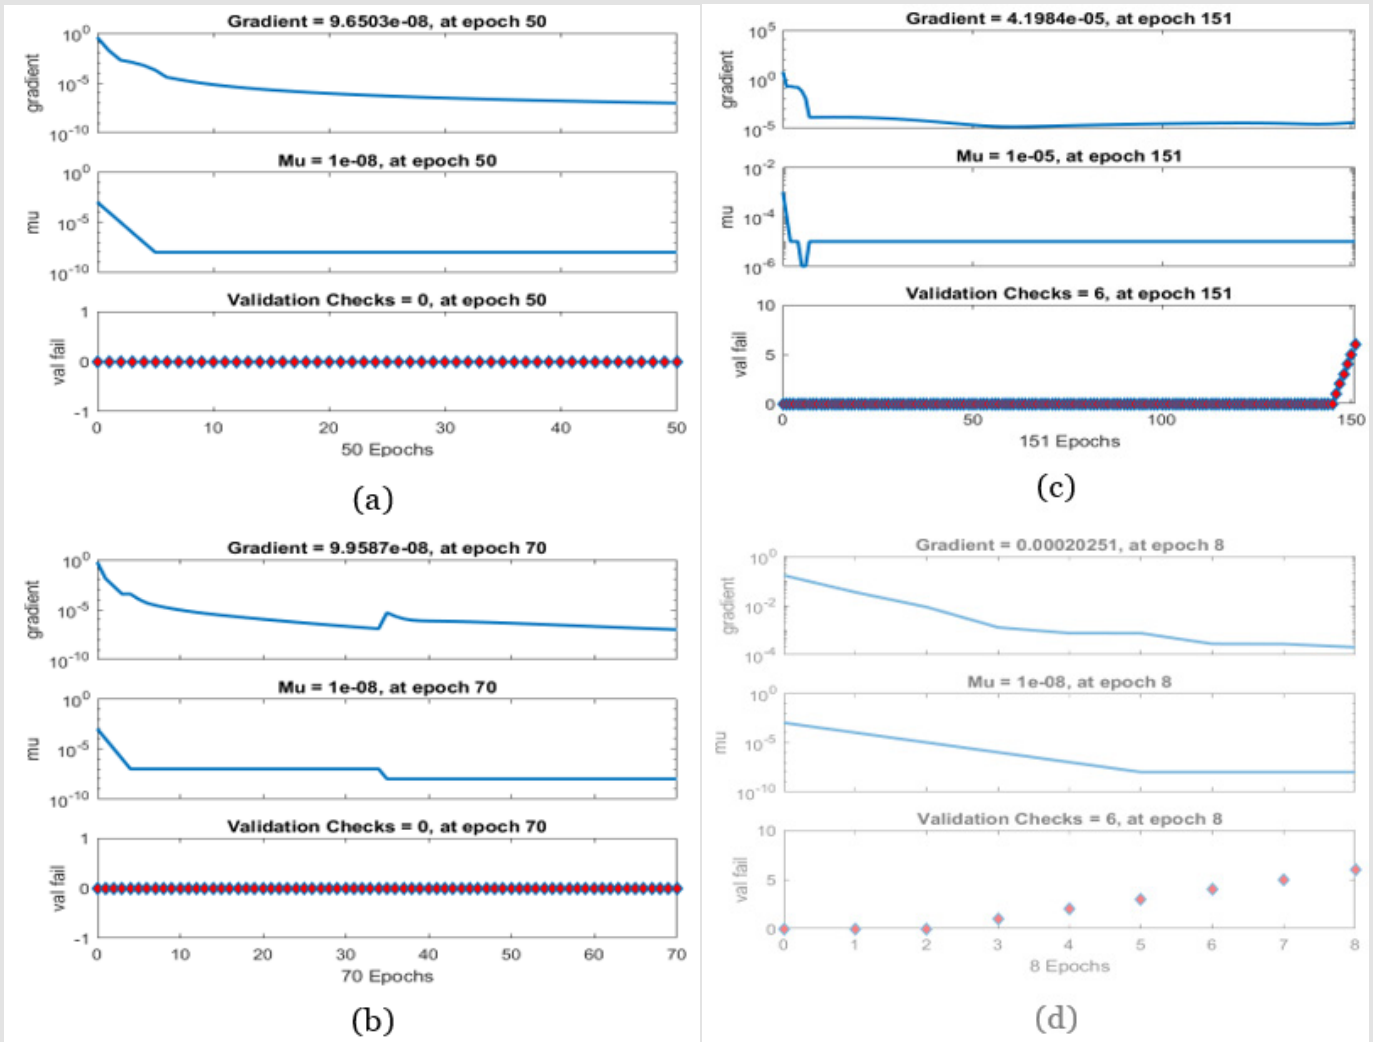 Gradient = 9.6503e-08, at epoch 50
10^0
10^-5
10^-10
gradient
Mu = 1e-08, at epoch 50
10^0
10^-5
10^-10
mu
Validation Checks = 0, at epoch 50
1
0
-1
val fail
0 10 20 30 40 50
50 Epochs
(a)
Gradient = 9.9587e-08, at epoch 70
10^0
10^-5
10^-10
gradient
Mu = 1e-08, at epoch 70
10^0
10^-5
10^-10
mu
Validation Checks = 0, at epoch 70
1
0
-1
val fail
0 10 20 30 40 50 60 70
70 Epochs
(b)
Gradient = 4.1984e-05, at epoch 151
10^5
10^0
10^-5
gradient
Mu = 1e-05, at epoch 151
10^-2
10^-4
10^-6
mu
Validation Checks = 6, at epoch 151
10
5
0
val fail
0 50 100 150
151 Epochs
(c)
Gradient = 0.00020251, at epoch 8
10^0
10^-2
10^-4
gradient
Mu = 1e-08, at epoch 8
10^0
10^-5
10^-10
mu
Validation Checks = 6, at epoch 8
10
5
0
val fail
0 1 2 3 4 5 6 7 8
8 Epochs
(d)